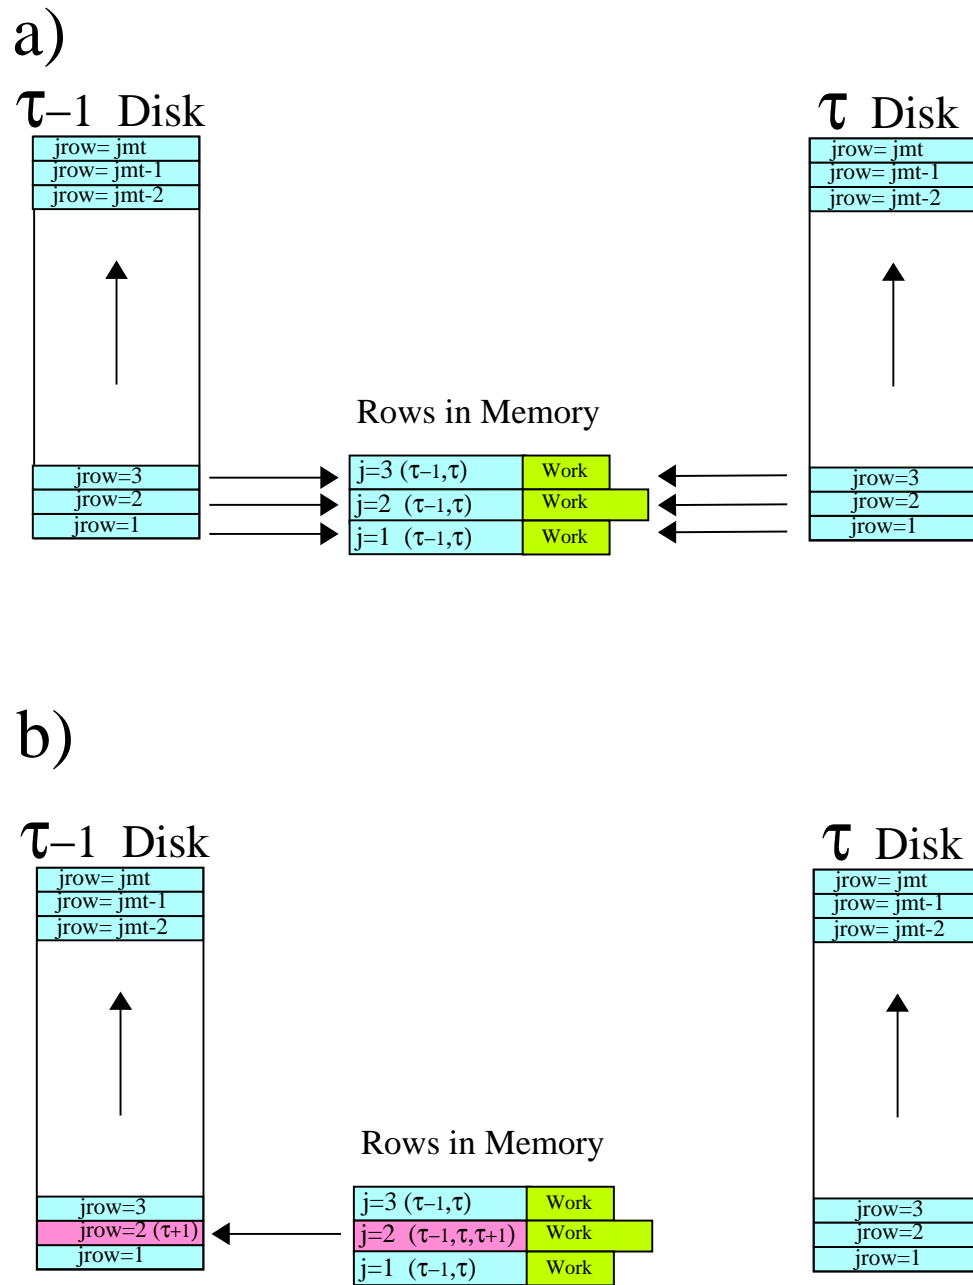 a)
τ−1 Disk
τ Disk
jrow= jmt
jrow= jmt-1
jrow= jmt-2
jrow= jmt
jrow= jmt-1
jrow= jmt-2
Rows in Memory
jrow=3
jrow=2
jrow=1
j=3 (τ−1,τ) Work
j=2 (τ−1,τ) Work
j=1 (τ−1,τ) Work
jrow=3
jrow=2
jrow=1
b)
τ−1 Disk
τ Disk
jrow= jmt
jrow= jmt-1
jrow= jmt-2
jrow= jmt
jrow= jmt-1
jrow= jmt-2
Rows in Memory
jrow=3
jrow=2 (τ+1)
jrow=1
j=3 (τ−1,τ) Work
j=2 (τ−1,τ,τ+1) Work
j=1 (τ−1,τ) Work
jrow=3
jrow=2
jrow=1